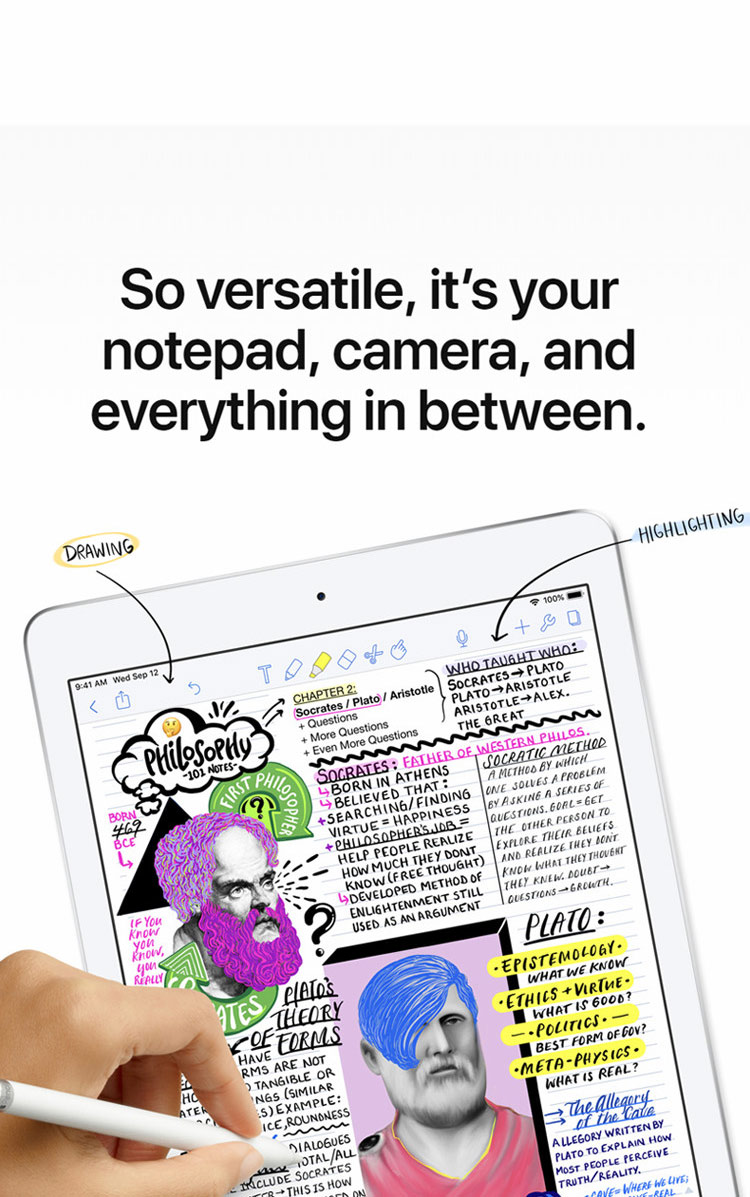 So versatile, it’s your
notepad, camera, and
everything in between.
DRAWING
HIGHLIGHTING
9:41 AM Wed Sep 12
100%
T
🤔
PHILOSOPHY
-101 NOTES-
CHAPTER 2:
Socrates / Plato / Aristotle
+ Questions
+ More Questions
+ Even More Questions
WHO TAUGHT WHO:
SOCRATES → PLATO
PLATO → ARISTOTLE
ARISTOTLE → ALEX.
THE GREAT
FIRST PHILOSOPHER
?
BORN
469
BCE
SOCRATES: FATHER OF WESTERN PHILOS.
↳ BORN IN ATHENS
↳ BELIEVED THAT:
+ SEARCHING/FINDING
VIRTUE = HAPPINESS
+ PHILOSOPHER'S JOB =
HELP PEOPLE REALIZE
HOW MUCH THEY DONT
KNOW (FREE THOUGHT)
↳ DEVELOPED METHOD OF
ENLIGHTENMENT STILL
USED AS AN ARGUMENT
SOCRATIC METHOD
A METHOD BY WHICH
ONE SOLVES A PROBLEM
BY ASKING A SERIES OF
QUESTIONS. GOAL = GET
THE OTHER PERSON TO
EXPLORE THEIR BELIEFS
AND REALIZE THEY DON'T
KNOW WHAT THEY THOUGHT
THEY KNEW. DOUBT →
QUESTIONS → GROWTH.
IF YOU
KNOW
YOU
KNOW,
YOU
REALLY
?
PLATO'S
THEORY
OF FORMS
HAVE
RMS ARE NOT
TANGIBLE OR
NGS (SIMILAR
S) EXAMPLE:
ICE, ROUNDNESS
DIALOGUES
TOTAL/ALL
INCLUDE SOCRATES
→ THIS IS HOW
PLATO:
• EPISTEMOLOGY •
WHAT WE KNOW
• ETHICS + VIRTUE •
WHAT IS GOOD?
— • POLITICS • —
BEST FORM OF GOV?
• META-PHYSICS •
WHAT IS REAL?
→ The Allegory
of the Cave
ALLEGORY WRITTEN BY
PLATO TO EXPLAIN HOW
MOST PEOPLE PERCEIVE
TRUTH/REALITY.
CAVE = WHERE WE LIVE;